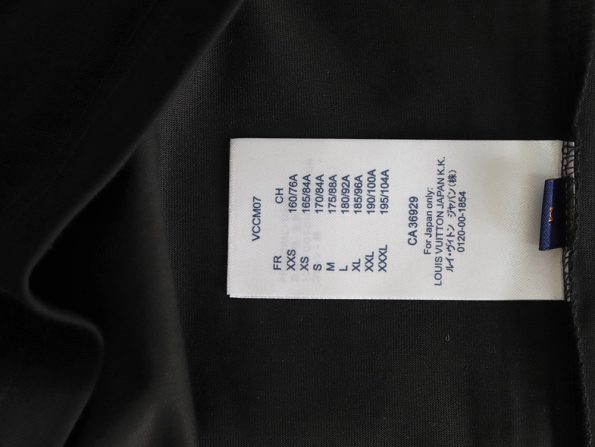 VCCM07
FR CH
XXS 160/76A
XS 165/84A
S 170/84A
M 175/88A
L 180/92A
XL 185/96A
XXL 190/100A
XXXL 195/104A
CA36929
For Japan only:
LOUIS VUITTON JAPAN K.K.
ルイ・ヴィトン ジャパン(株)
0120-00-1854